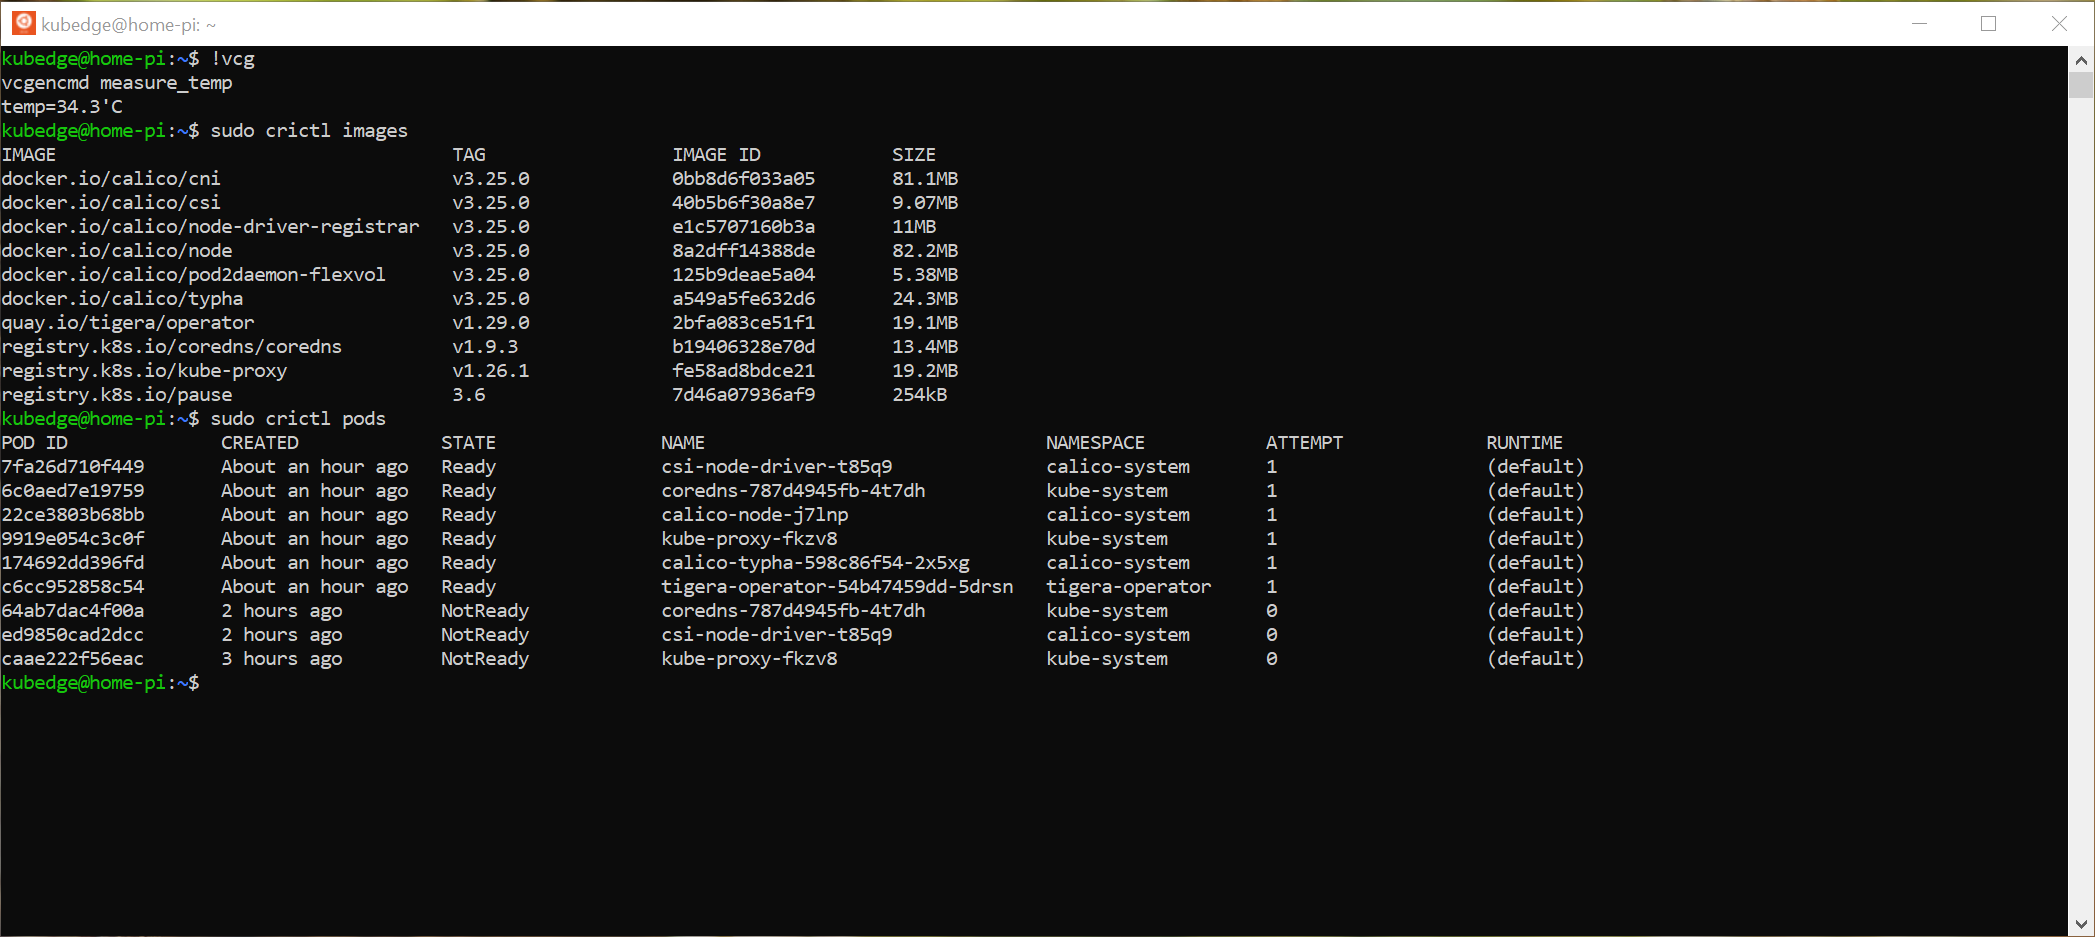 kubedge@home-pi: ~
kubedge@home-pi:~$ !vcg
vcgencmd measure_temp
temp=34.3'C
kubedge@home-pi:~$ sudo crictl images
IMAGE TAG IMAGE ID SIZE
docker.io/calico/cni v3.25.0 0bb8d6f033a05 81.1MB
docker.io/calico/csi v3.25.0 40b5b6f30a8e7 9.07MB
docker.io/calico/node-driver-registrar v3.25.0 e1c5707160b3a 11MB
docker.io/calico/node v3.25.0 8a2dff14388de 82.2MB
docker.io/calico/pod2daemon-flexvol v3.25.0 125b9deae5a04 5.38MB
docker.io/calico/typha v3.25.0 a549a5fe632d6 24.3MB
quay.io/tigera/operator v1.29.0 2bfa083ce51f1 19.1MB
registry.k8s.io/coredns/coredns v1.9.3 b19406328e70d 13.4MB
registry.k8s.io/kube-proxy v1.26.1 fe58ad8bdce21 19.2MB
registry.k8s.io/pause 3.6 7d46a07936af9 254kB
kubedge@home-pi:~$ sudo crictl pods
POD ID CREATED STATE NAME NAMESPACE ATTEMPT RUNTIME
7fa26d710f449 About an hour ago Ready csi-node-driver-t85q9 calico-system 1 (default)
6c0aed7e19759 About an hour ago Ready coredns-787d4945fb-4t7dh kube-system 1 (default)
22ce3803b68bb About an hour ago Ready calico-node-j7lnp calico-system 1 (default)
9919e054c3c0f About an hour ago Ready kube-proxy-fkzv8 kube-system 1 (default)
174692dd396fd About an hour ago Ready calico-typha-598c86f54-2x5xg calico-system 1 (default)
c6cc952858c54 About an hour ago Ready tigera-operator-54b47459dd-5drsn tigera-operator 1 (default)
64ab7dac4f00a 2 hours ago NotReady coredns-787d4945fb-4t7dh kube-system 0 (default)
ed9850cad2dcc 2 hours ago NotReady csi-node-driver-t85q9 calico-system 0 (default)
caae222f56eac 3 hours ago NotReady kube-proxy-fkzv8 kube-system 0 (default)
kubedge@home-pi:~$